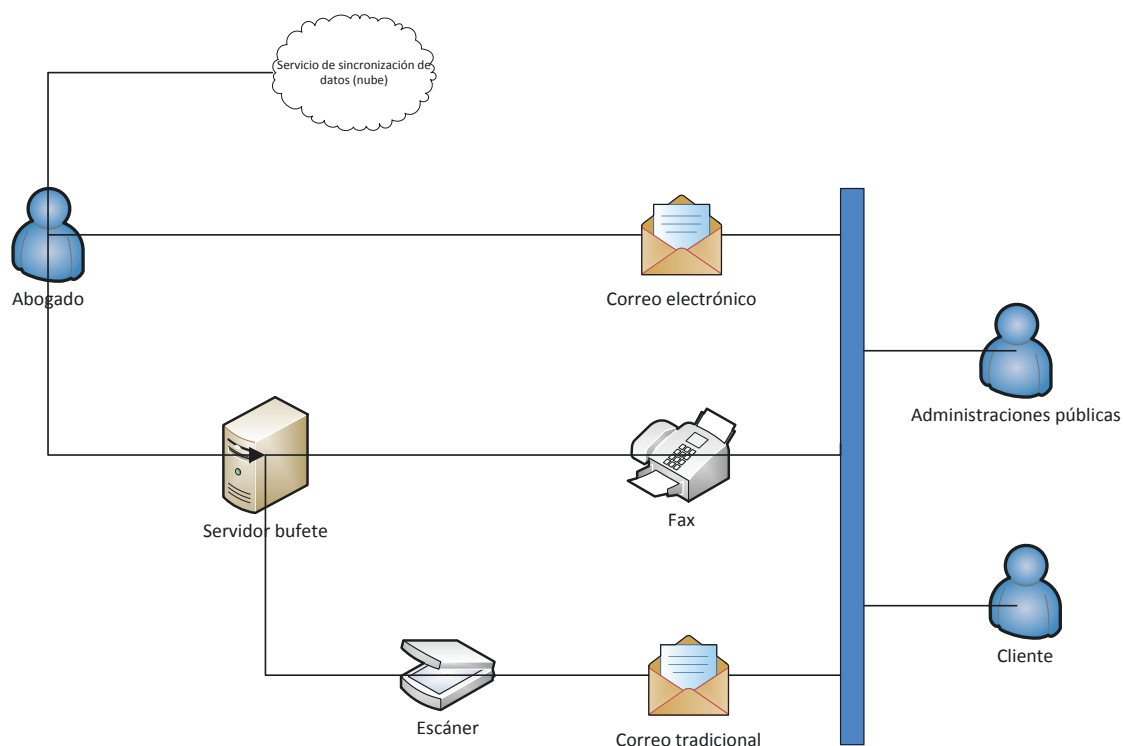 Servicio de sincronización de
datos (nube)
Abogado
Correo electrónico
Administraciones públicas
Servidor bufete
Fax
Cliente
Escáner
Correo tradicional